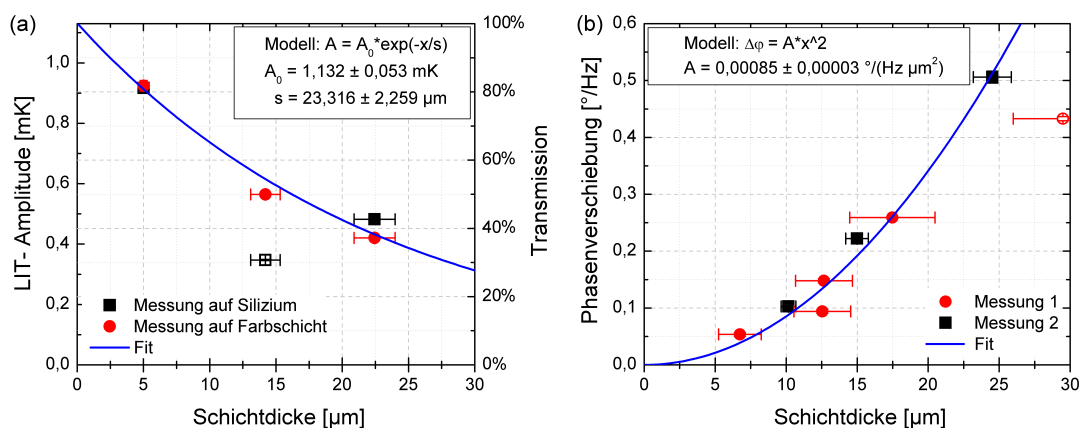 (a)
Modell: A = A0*exp(-x/s)
A0 = 1,132 ± 0,053 mK
s = 23,316 ± 2,259 µm
LIT- Amplitude [mK]
1,0
0,8
0,6
0,4
0,2
0,0
100%
80%
60%
40%
20%
0%
Transmission
Messung auf Silizium
Messung auf Farbschicht
Fit
0 5 10 15 20 25 30
Schichtdicke [µm]
(b)
Modell: Δφ = A*x^2
A = 0,00085 ± 0,00003 °/(Hz µm²)
Phasenverschiebung [°/Hz]
0,6
0,5
0,4
0,3
0,2
0,1
0,0
Messung 1
Messung 2
Fit
0 5 10 15 20 25 30
Schichtdicke [µm]